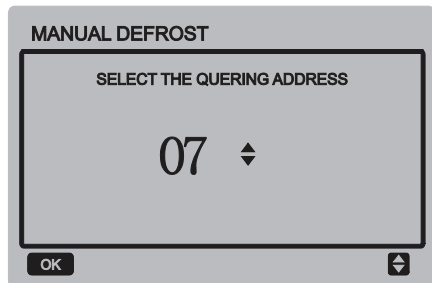 MANUAL DEFROST
SELECT THE QUERING ADDRESS
07
OK